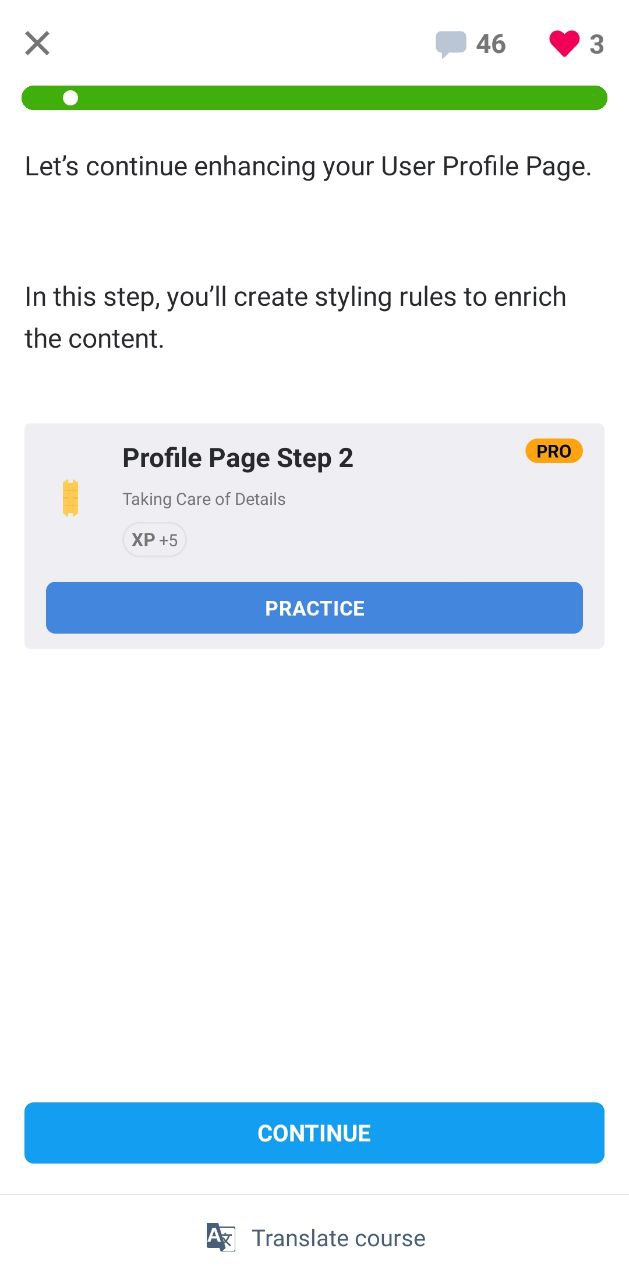 46
3
Let’s continue enhancing your User Profile Page.
In this step, you’ll create styling rules to enrich
the content.
Profile Page Step 2
PRO
Taking Care of Details
XP +5
PRACTICE
CONTINUE
Translate course